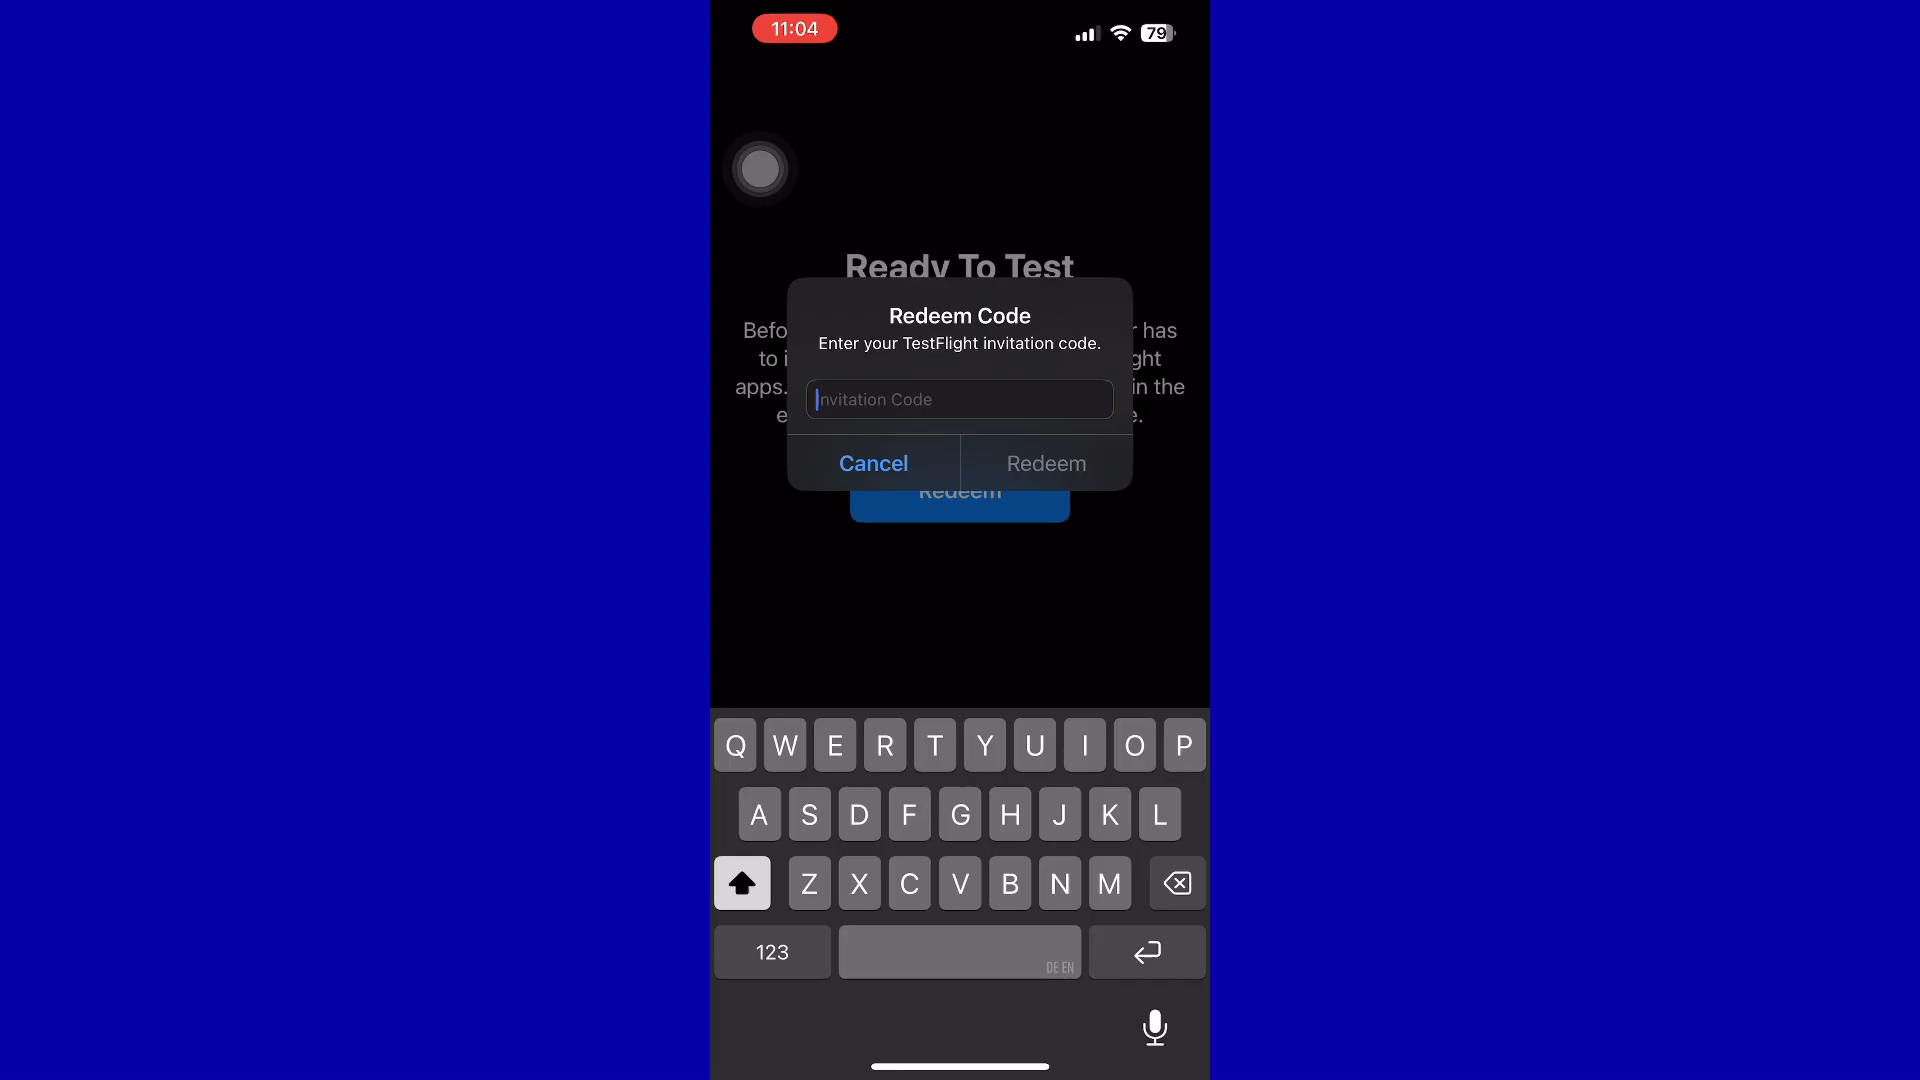 11:04
79
Ready To Test
Redeem Code
Enter your TestFlight invitation code.
Befo
r has
to i
ght
apps.
in the
e
e.
nvitation Code
Cancel
Redeem
Redeem
Q W E R T Y U I O P
A S D F G H J K L
Z X C V B N M
123
DE EN